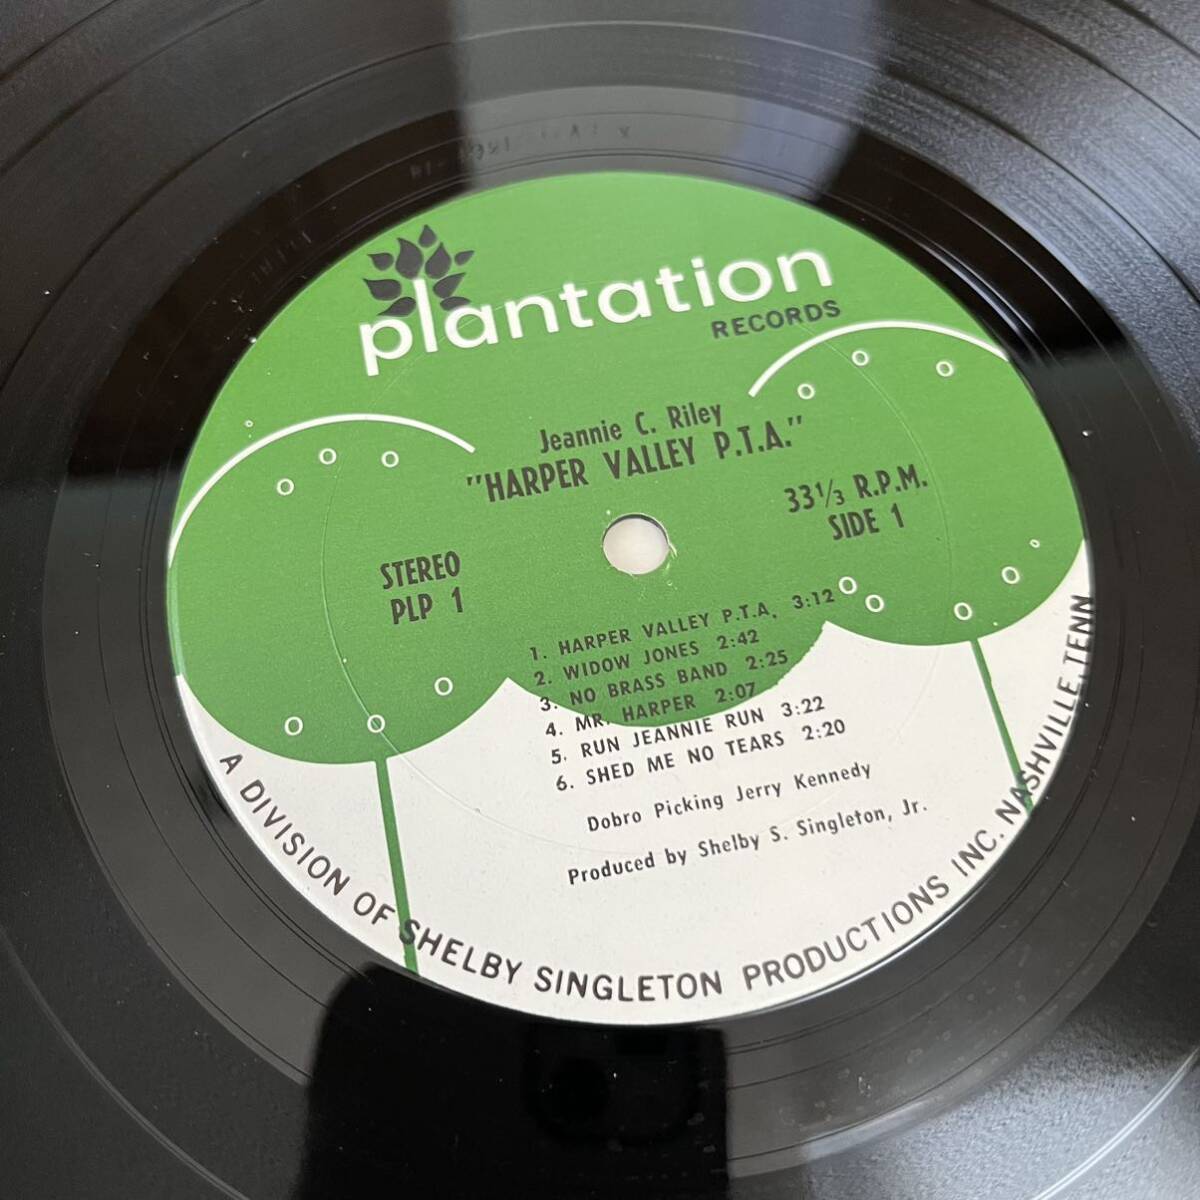 plantation
RECORDS
Jeannie C. Riley
"HARPER VALLEY P.T.A."
33 1/3 R.P.M.
SIDE 1
STEREO
PLP 1
1. HARPER VALLEY P.T.A. 3:12
2. WIDOW JONES 2:42
3. NO BRASS BAND 2:25
4. MR. HARPER 2:07
5. RUN JEANNIE RUN 3:22
6. SHED ME NO TEARS 2:20
Dobro Picking Jerry Kennedy
Produced by Shelby S. Singleton, Jr.
A DIVISION OF SHELBY SINGLETON PRODUCTIONS INC. NASHVILLE, TENN